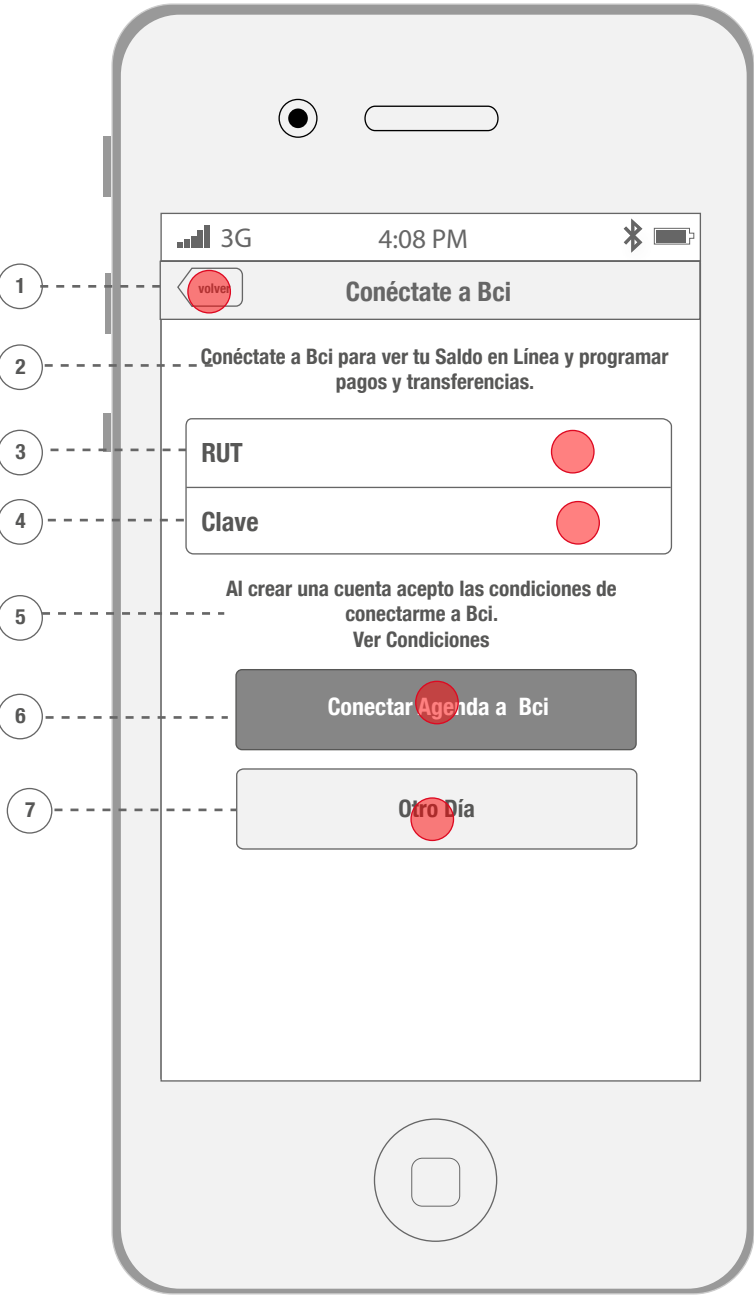 3G 4:08 PM
1 volver Conéctate a Bci
2 Conéctate a Bci para ver tu Saldo en Línea y programar
pagos y transferencias.
3 RUT
4 Clave
Al crear una cuenta acepto las condiciones de
5 conectarme a Bci.
Ver Condiciones
6 Conectar Agenda a Bci
7 Otro Día